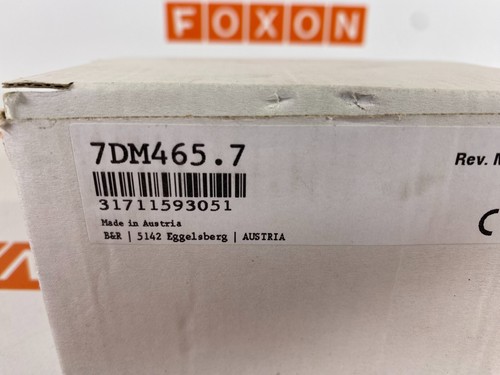 FOXON
7DM465.7
Rev. M
31711593051
Made in Austria
B&R | 5142 Eggelsberg | AUSTRIA